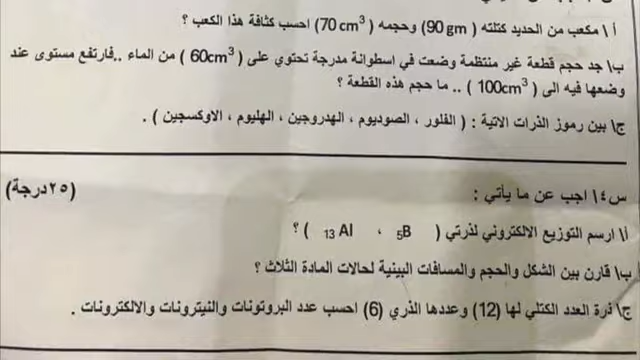 أ \ مكعب من الحديد كتلته ( 90 gm ) وحجمه ( 70 cm³ ) احسب كثافة هذا الكعب ؟
ب\ جد حجم قطعة غير منتظمة وضعت في اسطوانة مدرجة تحتوي على ( 60cm³ ) من الماء .. فارتفع مستوى عند
وضعها فيه الى ( 100cm³ ) .. ما حجم هذه القطعة ؟
ج\ بين رموز الذرات الاتية : ( الفلور ، الصوديوم ، الهدروجين ، الهليوم ، الاوكسجين ) .
س٤\ اجب عن ما يأتي : (٢٥درجة)
أ\ ارسم التوزيع الالكتروني لذرتي ( ₅B ، ₁₃Al ) ؟
ب\ قارن بين الشكل والحجم والمسافات البينية لحالات المادة الثلاث ؟
ج\ ذرة العدد الكتلي لها (12) وعددها الذري (6) احسب عدد البروتونات والنيترونات والالكترونات .